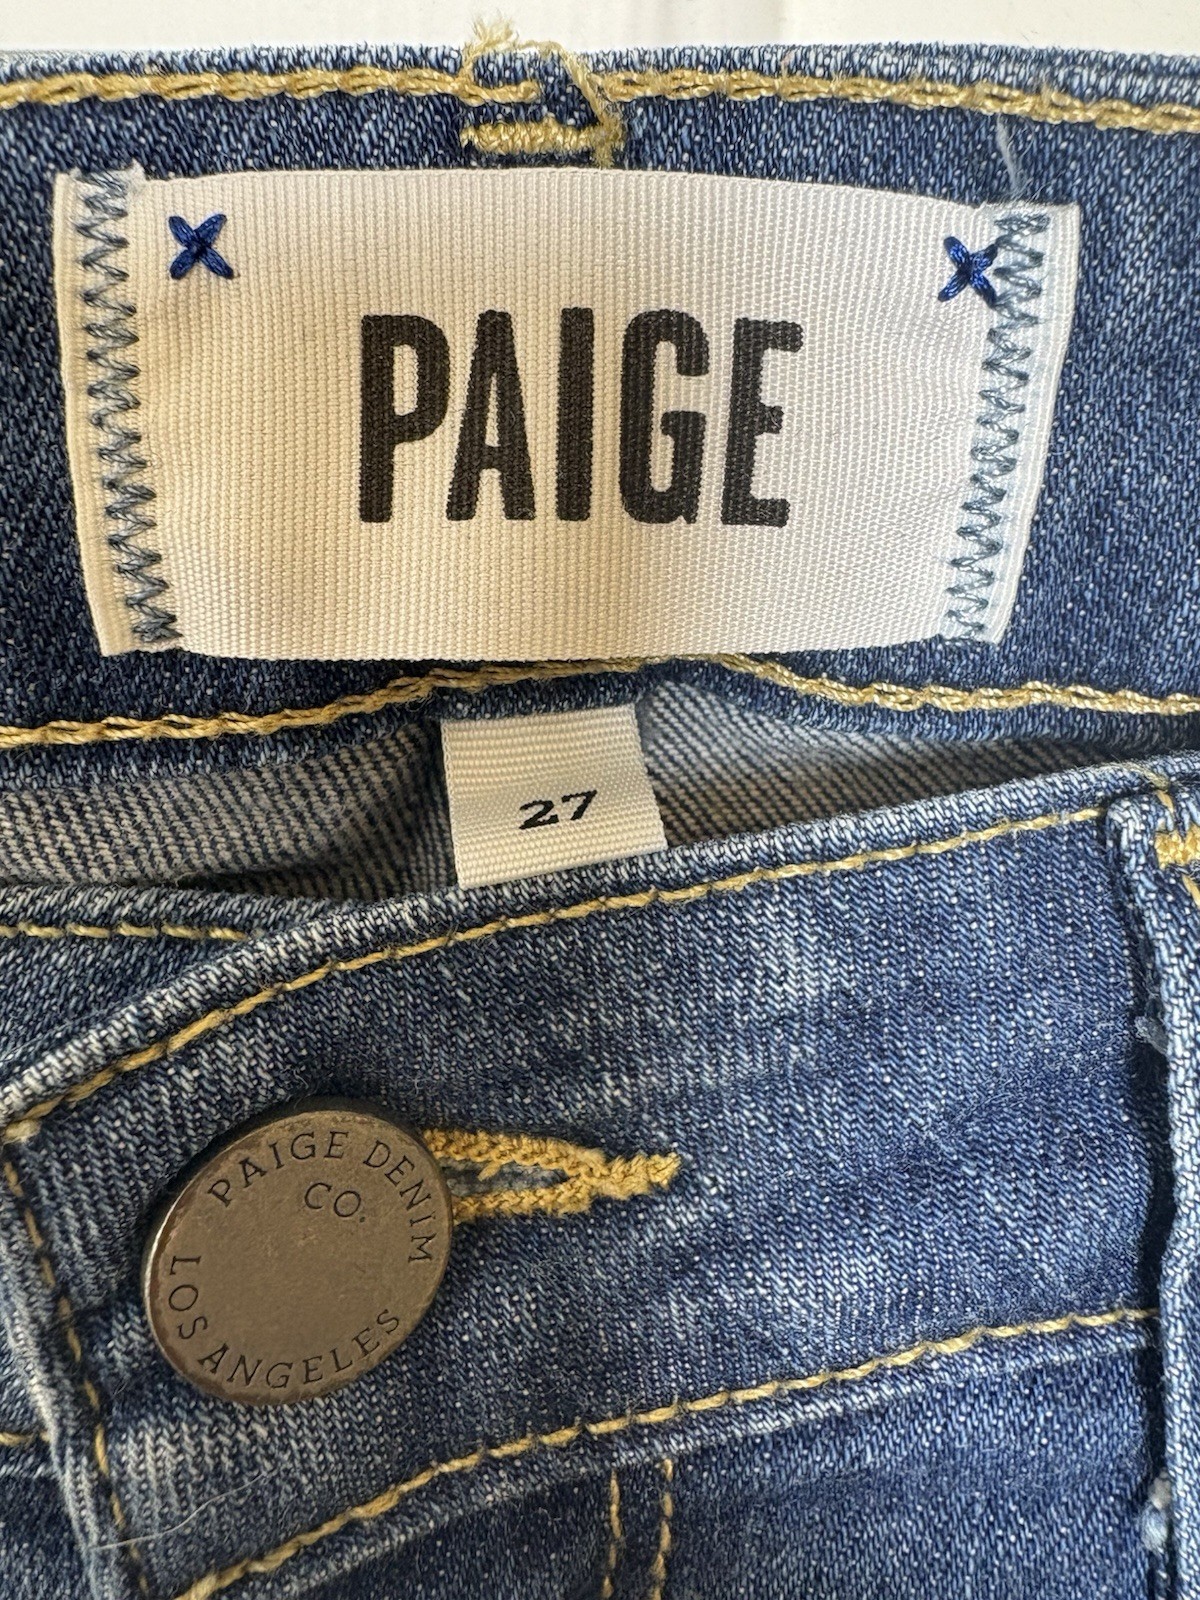 PAIGE
27
PAIGE DENIM
CO.
LOS ANGELES